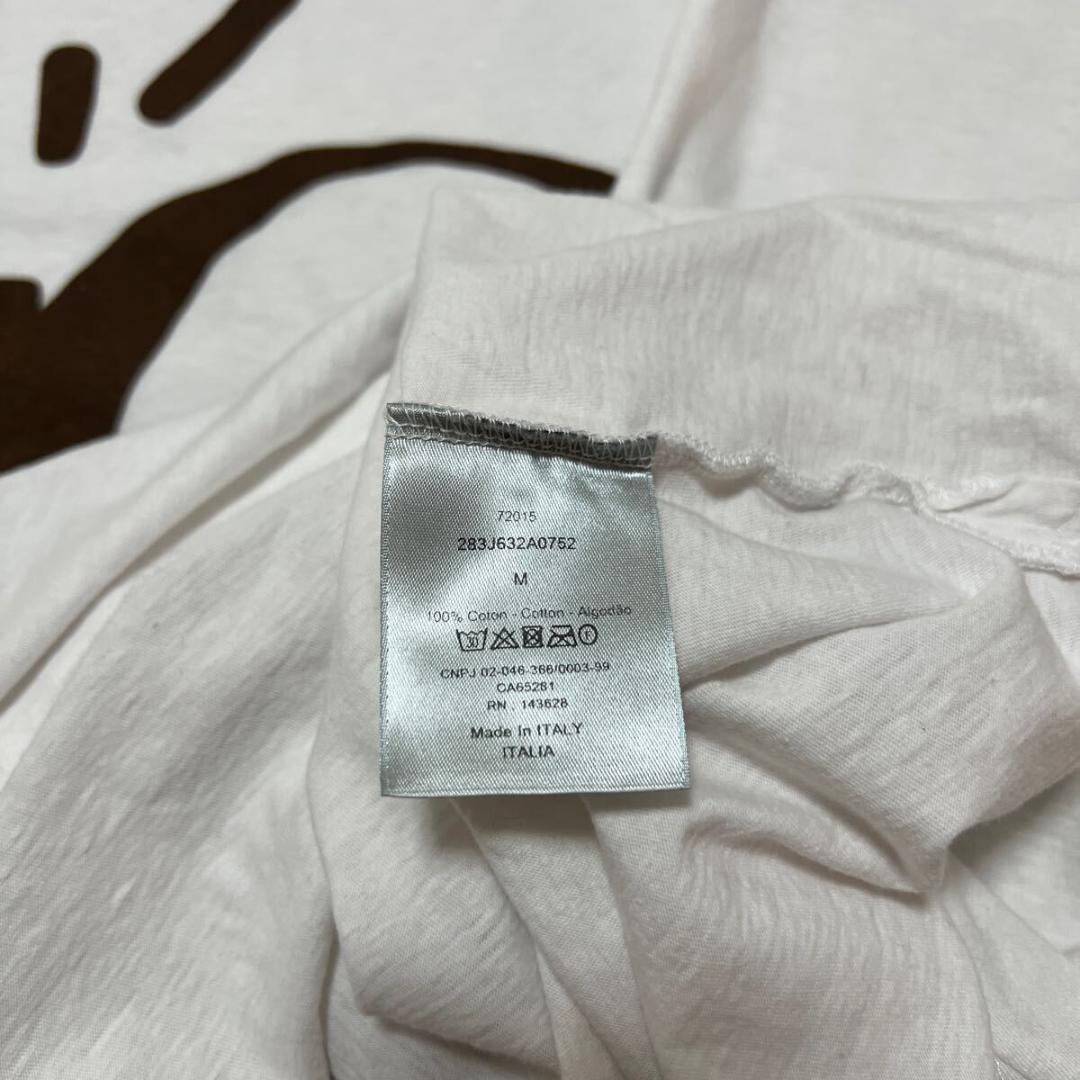 72015
283J632A0752
M
100% Coton - Cotton - Algodão
30
CNPJ 02-046-366/0003-99
CA65281
RN . 143628
Made in ITALY
ITALIA